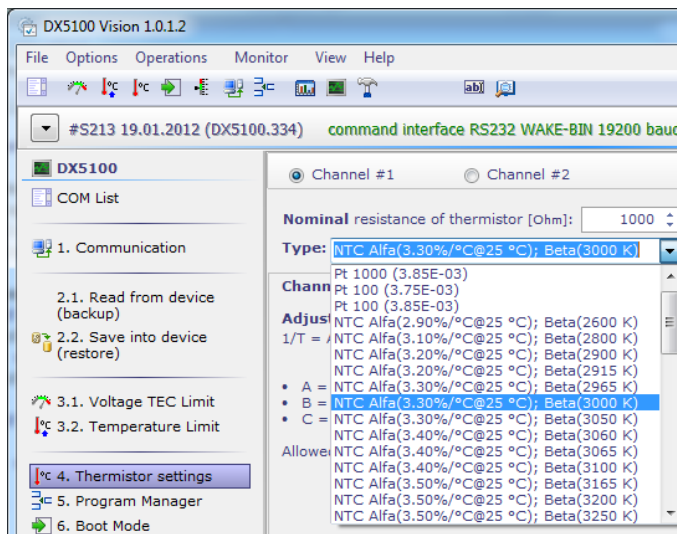 DX5100 Vision 1.0.1.2
File Options Operations Monitor View Help
#S213 19.01.2012 (DX5100.334) command interface RS232 WAKE-BIN 19200 baud
DX5100
COM List
1. Communication
2.1. Read from device
(backup)
2.2. Save into device
(restore)
3.1. Voltage TEC Limit
3.2. Temperature Limit
4. Thermistor settings
5. Program Manager
6. Boot Mode
Channel #1 Channel #2
Nominal resistance of thermistor [Ohm]: 1000
Type: NTC Alfa(3.30%/°C@25 °C); Beta(3000 K)
Chann
Adjust
1/T = A
• A =
• B =
• C =
Allowe
Pt 1000 (3.85E-03)
Pt 100 (3.75E-03)
Pt 100 (3.85E-03)
NTC Alfa(2.90%/°C@25 °C); Beta(2600 K)
NTC Alfa(3.10%/°C@25 °C); Beta(2800 K)
NTC Alfa(3.20%/°C@25 °C); Beta(2900 K)
NTC Alfa(3.20%/°C@25 °C); Beta(2915 K)
NTC Alfa(3.30%/°C@25 °C); Beta(2965 K)
NTC Alfa(3.30%/°C@25 °C); Beta(3000 K)
NTC Alfa(3.30%/°C@25 °C); Beta(3050 K)
NTC Alfa(3.40%/°C@25 °C); Beta(3060 K)
NTC Alfa(3.40%/°C@25 °C); Beta(3065 K)
NTC Alfa(3.40%/°C@25 °C); Beta(3100 K)
NTC Alfa(3.50%/°C@25 °C); Beta(3165 K)
NTC Alfa(3.50%/°C@25 °C); Beta(3200 K)
NTC Alfa(3.50%/°C@25 °C); Beta(3250 K)